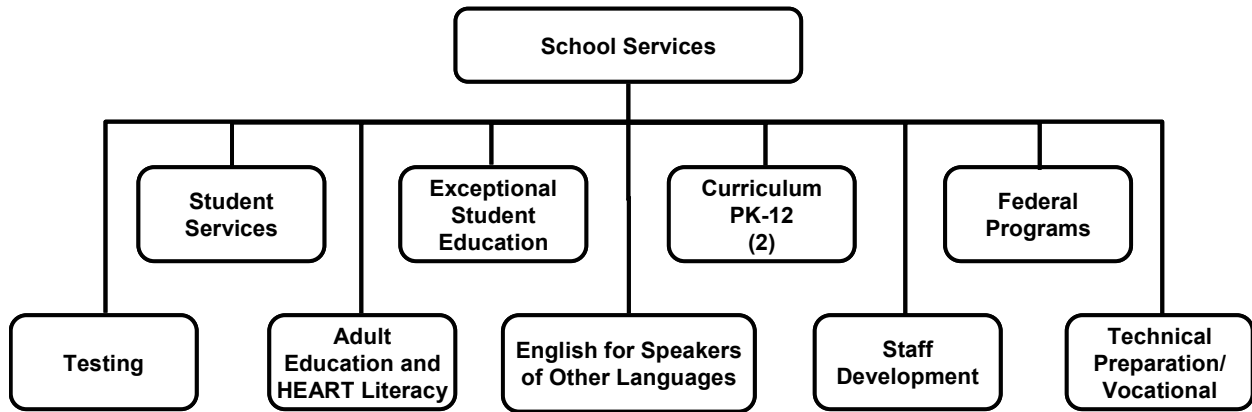 School Services
Student
Services
Exceptional
Student
Education
Curriculum
PK-12
(2)
Federal
Programs
Testing
Adult
Education and
HEART Literacy
English for Speakers
of Other Languages
Staff
Development
Technical
Preparation/
Vocational